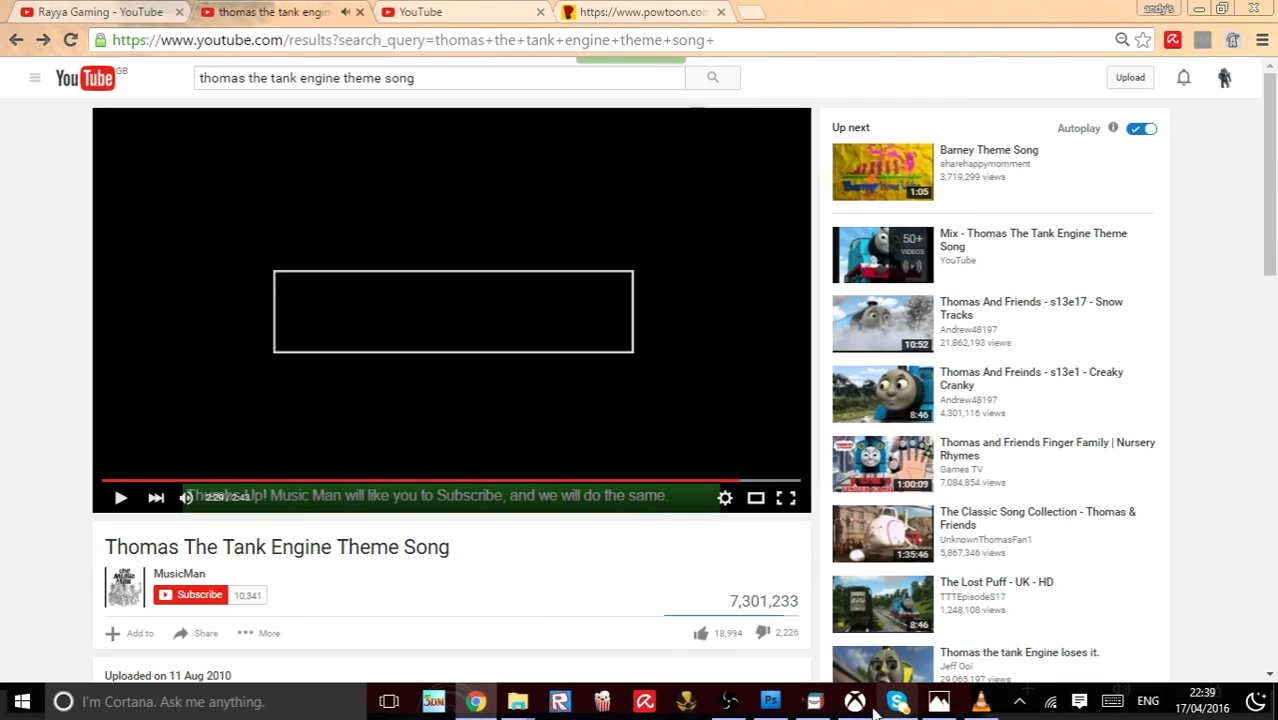 Rayya Gaming - YouTube
thomas the tank engin
YouTube
https://www.powtoon.com
andy's
https://www.youtube.com/results?search_query=thomas+the+tank+engine+theme+song+
YouTube GB
thomas the tank engine theme song
Upload
2:29 / 2:43
Music Man will like you to Subscribe, and we will do the same.
Thomas The Tank Engine Theme Song
MusicMan
Subscribe 10,341
7,301,233
Add to Share More 18,994 2,226
Uploaded on 11 Aug 2010
Up next Autoplay
1:05
Barney Theme Song
sharehappymomment
3,719,299 views
50+
VIDEOS
Mix - Thomas The Tank Engine Theme
Song
YouTube
10:52
Thomas And Friends - s13e17 - Snow
Tracks
Andrew48197
21,862,193 views
8:46
Thomas And Freinds - s13e1 - Creaky
Cranky
Andrew48197
4,301,116 views
1:00:09
Thomas and Friends Finger Family | Nursery
Rhymes
Games TV
7,084,854 views
1:35:46
The Classic Song Collection - Thomas &
Friends
UnknownThomasFan1
5,867,346 views
8:46
The Lost Puff - UK - HD
TTTEpisodeS17
1,248,108 views
Thomas the tank Engine loses it.
Jeff Ooi
29,065,197 views
I'm Cortana. Ask me anything.
3DM
ENG
22:39
17/04/2016